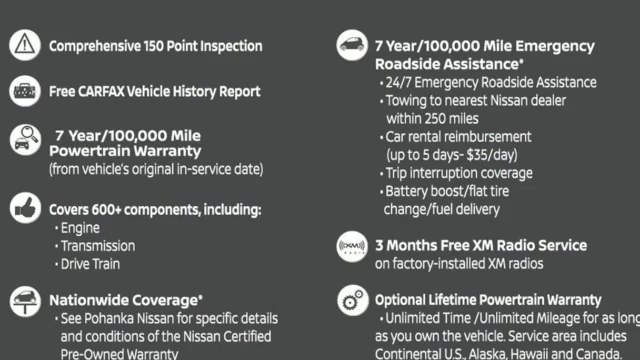 Comprehensive 150 Point Inspection
Free CARFAX Vehicle History Report
7 Year/100,000 Mile
Powertrain Warranty
(from vehicle's original in-service date)
Covers 600+ components, including:
• Engine
• Transmission
• Drive Train
Nationwide Coverage*
• See Pohanka Nissan for specific details
and conditions of the Nissan Certified
Pre-Owned Warranty
7 Year/100,000 Mile Emergency
Roadside Assistance*
• 24/7 Emergency Roadside Assistance
• Towing to nearest Nissan dealer
within 250 miles
• Car rental reimbursement
(up to 5 days- $35/day)
• Trip interruption coverage
• Battery boost/flat tire
change/fuel delivery
((XM))
RADIO
3 Months Free XM Radio Service
on factory-installed XM radios
Optional Lifetime Powertrain Warranty
• Unlimited Time /Unlimited Mileage for as long
as you own the vehicle. Service area includes
Continental U.S., Alaska, Hawaii and Canada.